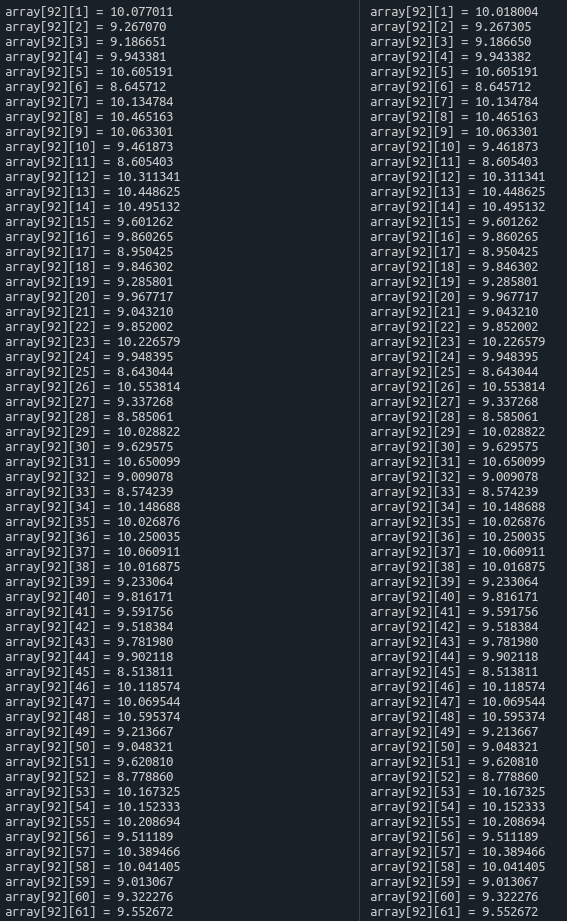 array[92][1] = 10.077011
array[92][2] = 9.267070
array[92][3] = 9.186651
array[92][4] = 9.943381
array[92][5] = 10.605191
array[92][6] = 8.645712
array[92][7] = 10.134784
array[92][8] = 10.465163
array[92][9] = 10.063301
array[92][10] = 9.461873
array[92][11] = 8.605403
array[92][12] = 10.311341
array[92][13] = 10.448625
array[92][14] = 10.495132
array[92][15] = 9.601262
array[92][16] = 9.860265
array[92][17] = 8.950425
array[92][18] = 9.846302
array[92][19] = 9.285801
array[92][20] = 9.967717
array[92][21] = 9.043210
array[92][22] = 9.852002
array[92][23] = 10.226579
array[92][24] = 9.948395
array[92][25] = 8.643044
array[92][26] = 10.553814
array[92][27] = 9.337268
array[92][28] = 8.585061
array[92][29] = 10.028822
array[92][30] = 9.629575
array[92][31] = 10.650099
array[92][32] = 9.009078
array[92][33] = 8.574239
array[92][34] = 10.148688
array[92][35] = 10.026876
array[92][36] = 10.250035
array[92][37] = 10.060911
array[92][38] = 10.016875
array[92][39] = 9.233064
array[92][40] = 9.816171
array[92][41] = 9.591756
array[92][42] = 9.518384
array[92][43] = 9.781980
array[92][44] = 9.902118
array[92][45] = 8.513811
array[92][46] = 10.118574
array[92][47] = 10.069544
array[92][48] = 10.595374
array[92][49] = 9.213667
array[92][50] = 9.048321
array[92][51] = 9.620810
array[92][52] = 8.778860
array[92][53] = 10.167325
array[92][54] = 10.152333
array[92][55] = 10.208694
array[92][56] = 9.511189
array[92][57] = 10.389466
array[92][58] = 10.041405
array[92][59] = 9.013067
array[92][60] = 9.322276
array[92][61] = 9.552672
array[92][1] = 10.018004
array[92][2] = 9.267305
array[92][3] = 9.186650
array[92][4] = 9.943382
array[92][5] = 10.605191
array[92][6] = 8.645712
array[92][7] = 10.134784
array[92][8] = 10.465163
array[92][9] = 10.063301
array[92][10] = 9.461873
array[92][11] = 8.605403
array[92][12] = 10.311341
array[92][13] = 10.448625
array[92][14] = 10.495132
array[92][15] = 9.601262
array[92][16] = 9.860265
array[92][17] = 8.950425
array[92][18] = 9.846302
array[92][19] = 9.285801
array[92][20] = 9.967717
array[92][21] = 9.043210
array[92][22] = 9.852002
array[92][23] = 10.226579
array[92][24] = 9.948395
array[92][25] = 8.643044
array[92][26] = 10.553814
array[92][27] = 9.337268
array[92][28] = 8.585061
array[92][29] = 10.028822
array[92][30] = 9.629575
array[92][31] = 10.650099
array[92][32] = 9.009078
array[92][33] = 8.574239
array[92][34] = 10.148688
array[92][35] = 10.026876
array[92][36] = 10.250035
array[92][37] = 10.060911
array[92][38] = 10.016875
array[92][39] = 9.233064
array[92][40] = 9.816171
array[92][41] = 9.591756
array[92][42] = 9.518384
array[92][43] = 9.781980
array[92][44] = 9.902118
array[92][45] = 8.513811
array[92][46] = 10.118574
array[92][47] = 10.069544
array[92][48] = 10.595374
array[92][49] = 9.213667
array[92][50] = 9.048321
array[92][51] = 9.620810
array[92][52] = 8.778860
array[92][53] = 10.167325
array[92][54] = 10.152333
array[92][55] = 10.208694
array[92][56] = 9.511189
array[92][57] = 10.389466
array[92][58] = 10.041405
array[92][59] = 9.013067
array[92][60] = 9.322276
array[92][61] = 9.552672